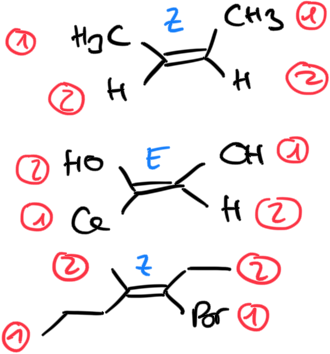 ① H₃C Z CH₃ ①
② H H ②
② HO E OH ①
① Cl H ②
② Z ②
① Br ①